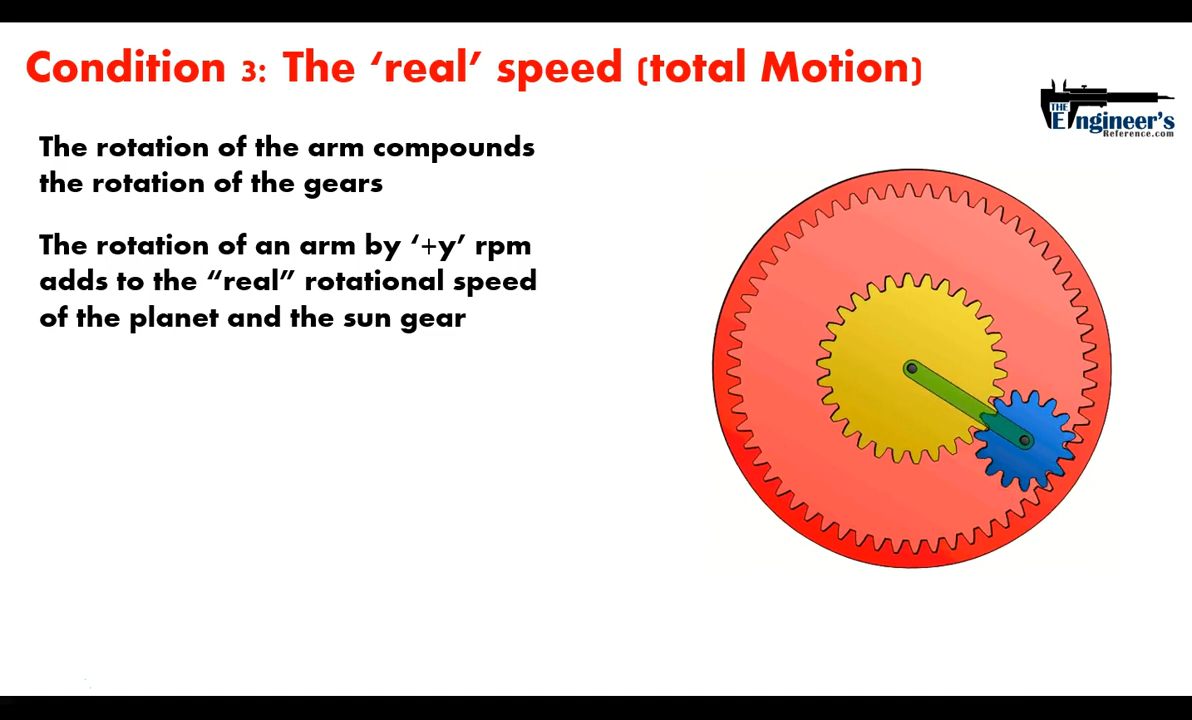 Condition 3: The ‘real’ speed (total Motion)
THE
Engineer's
Reference.com
The rotation of the arm compounds
the rotation of the gears
The rotation of an arm by ‘+y’ rpm
adds to the “real” rotational speed
of the planet and the sun gear